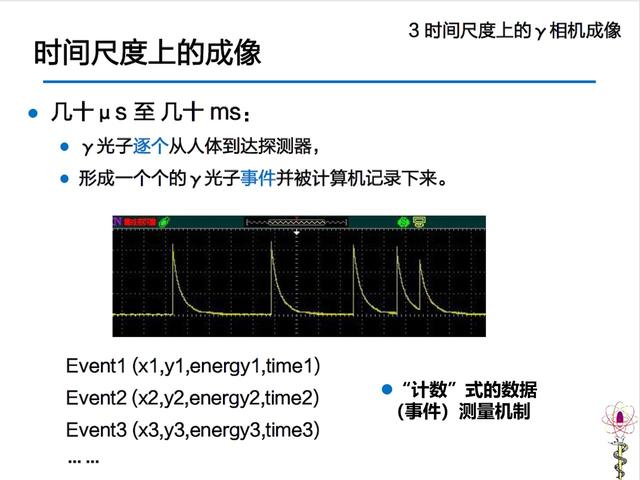 3 时间尺度上的γ相机成像
时间尺度上的成像
几十μs 至 几十 ms：
γ光子逐个从人体到达探测器，
形成一个个的γ光子事件并被计算机记录下来。
Event1 (x1,y1,energy1,time1)
Event2 (x2,y2,energy2,time2)
Event3 (x3,y3,energy3,time3)
... ...
“计数”式的数据
（事件）测量机制